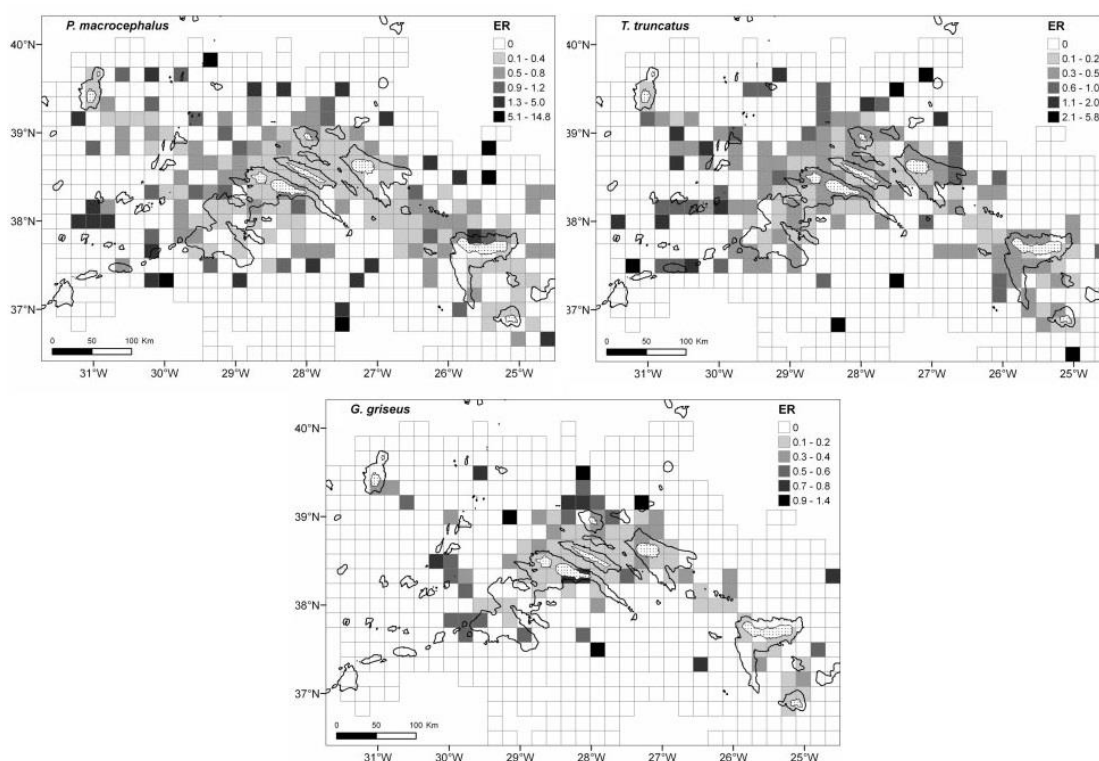 P. macrocephalus
ER
0
0.1 - 0.4
0.5 - 0.8
0.9 - 1.2
1.3 - 5.0
5.1 - 14.8
40°N
39°N
38°N
37°N
0 50 100 Km
31°W 30°W 29°W 28°W 27°W 26°W 25°W
T. truncatus
ER
0
0.1 - 0.2
0.3 - 0.5
0.6 - 1.0
1.1 - 2.0
2.1 - 5.8
40°N
39°N
38°N
37°N
0 50 100 Km
31°W 30°W 29°W 28°W 27°W 26°W 25°W
G. griseus
ER
0
0.1 - 0.2
0.3 - 0.4
0.5 - 0.6
0.7 - 0.8
0.9 - 1.4
40°N
39°N
38°N
37°N
0 50 100 Km
31°W 30°W 29°W 28°W 27°W 26°W 25°W